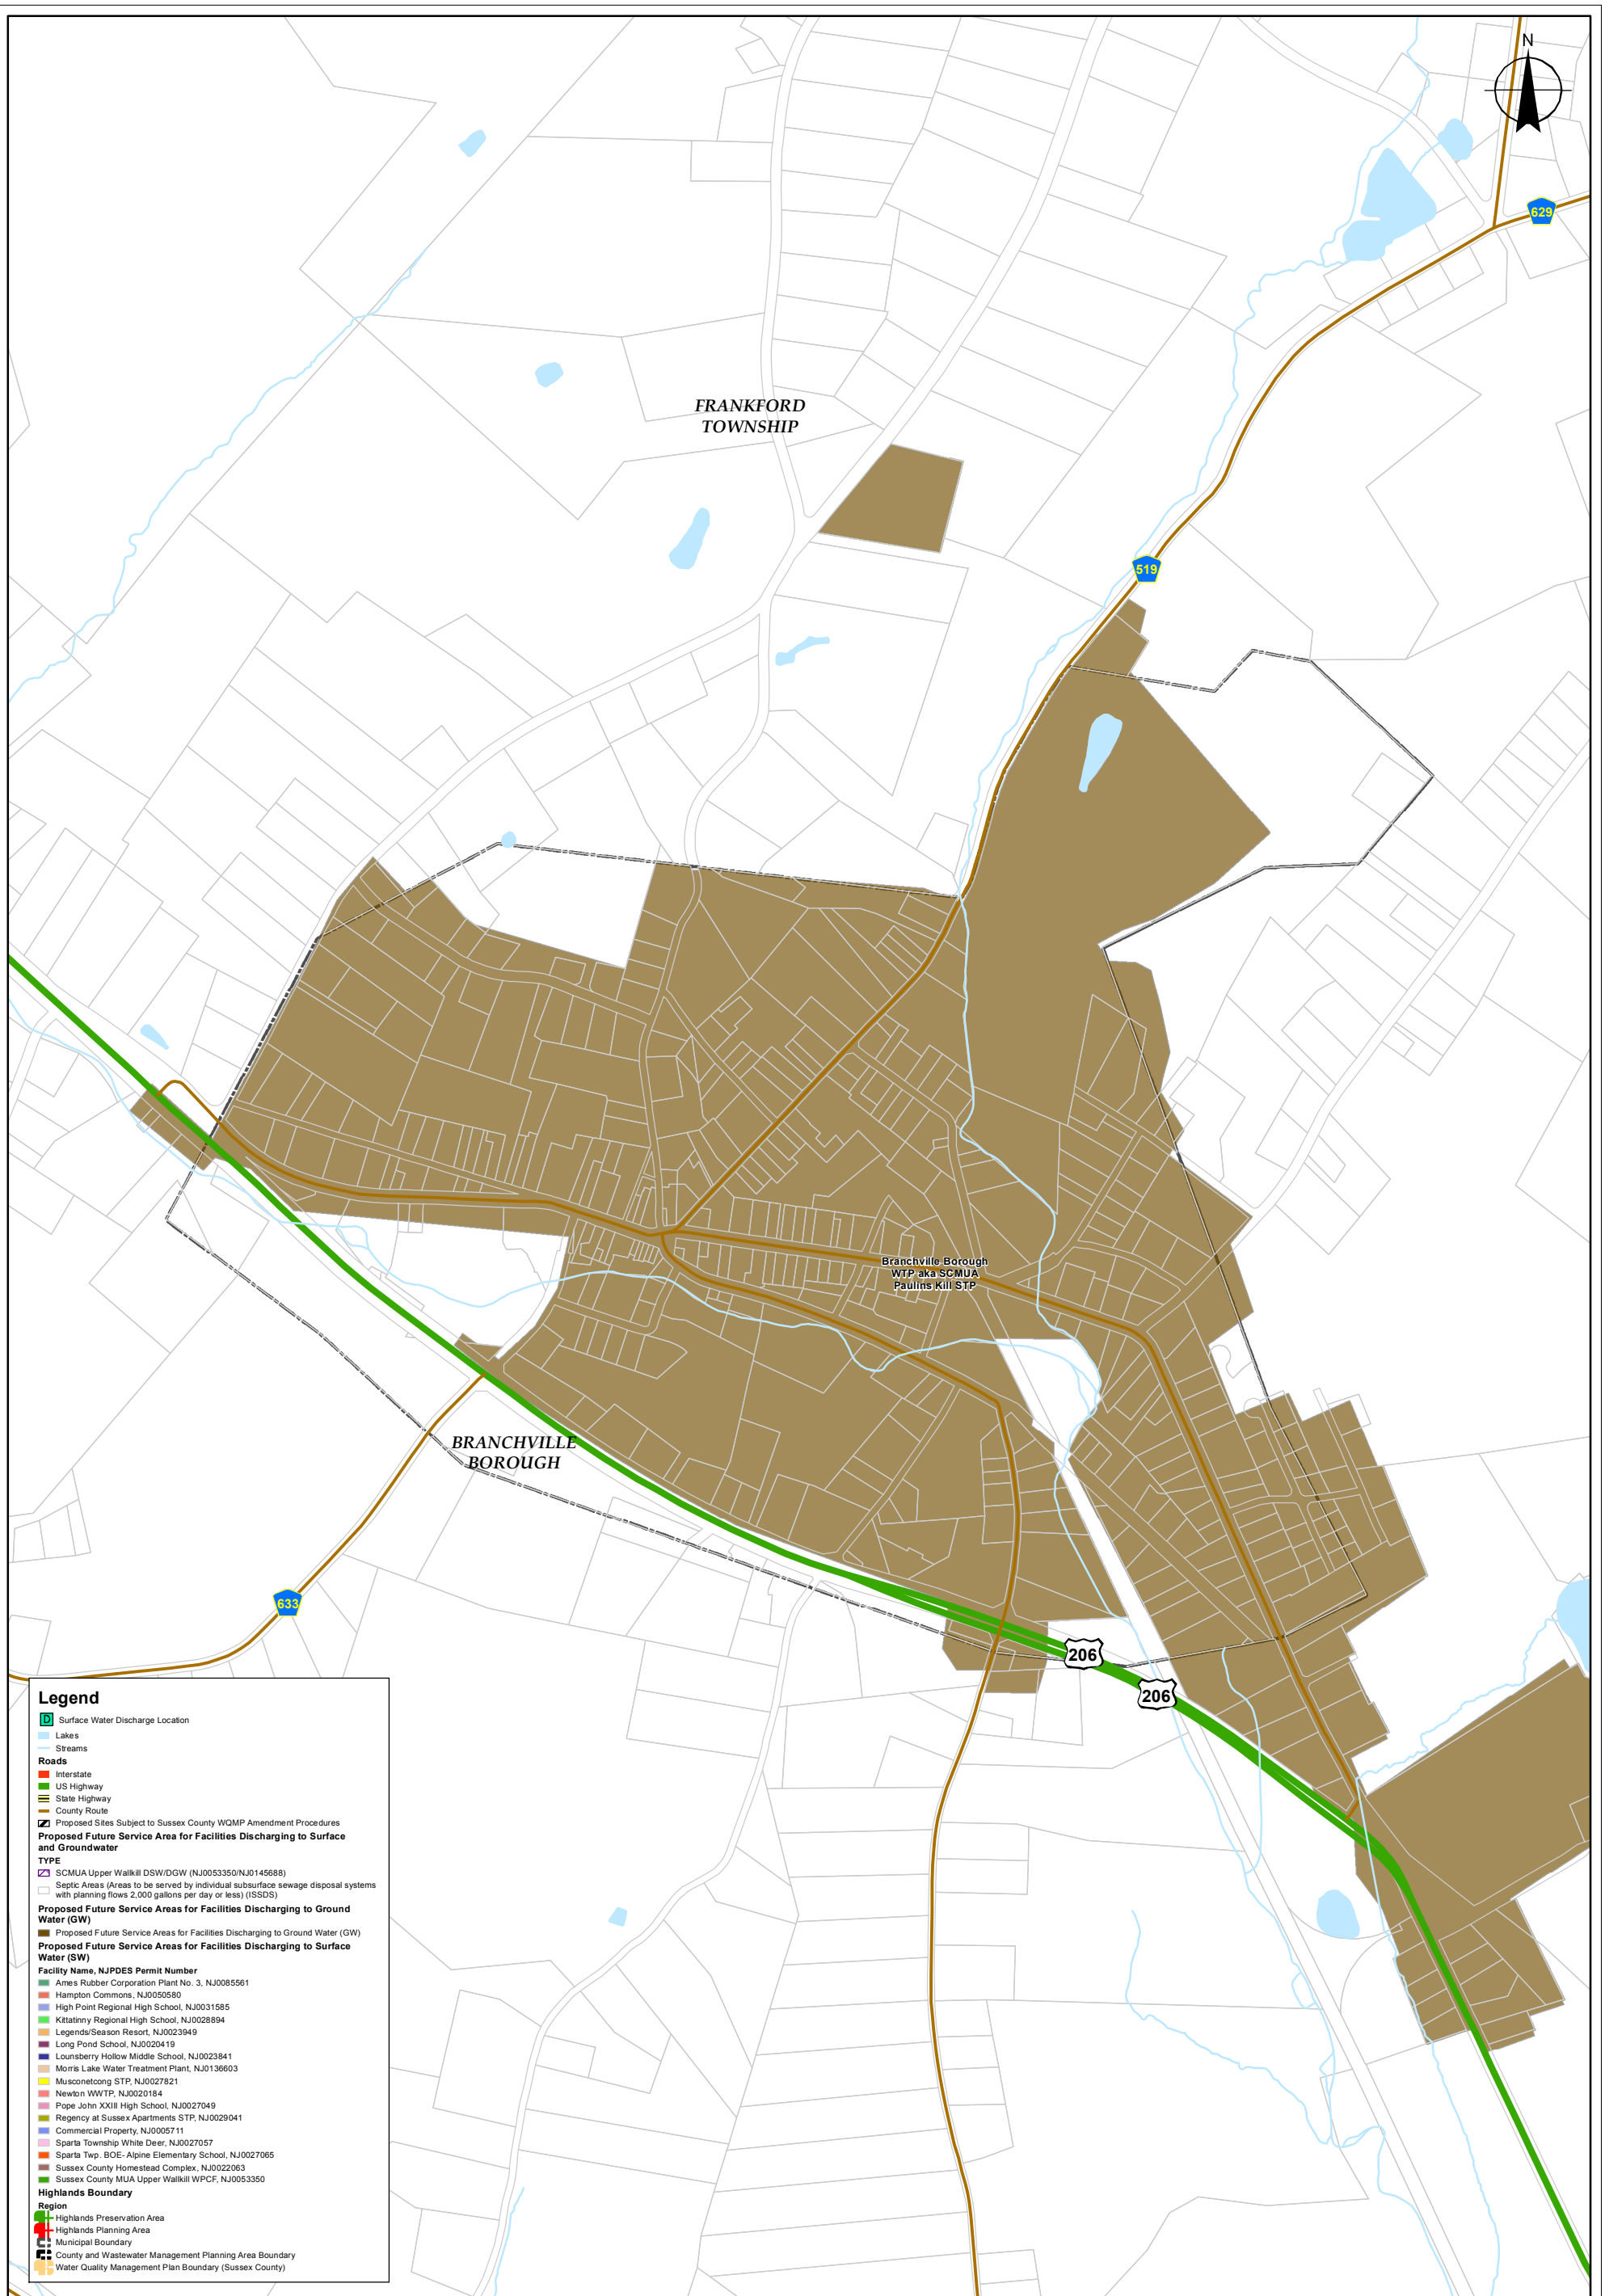 N
629
FRANKFORD
TOWNSHIP
519
Branchville Borough
WTP aka SCMUA
Paulins Kill STP
BRANCHVILLE
BOROUGH
633
206
206
Legend
D Surface Water Discharge Location
Lakes
Streams
Roads
Interstate
US Highway
State Highway
County Route
Proposed Sites Subject to Sussex County WQMP Amendment Procedures
Proposed Future Service Area for Facilities Discharging to Surface
and Groundwater
TYPE
SCMUA Upper Wallkill DSW/DGW (NJ0053350/NJ0145688)
Septic Areas (Areas to be served by individual subsurface sewage disposal systems
with planning flows 2,000 gallons per day or less) (ISSDS)
Proposed Future Service Areas for Facilities Discharging to Ground
Water (GW)
Proposed Future Service Areas for Facilities Discharging to Ground Water (GW)
Proposed Future Service Areas for Facilities Discharging to Surface
Water (SW)
Facility Name, NJPDES Permit Number
Ames Rubber Corporation Plant No. 3, NJ0085561
Hampton Commons, NJ0050580
High Point Regional High School, NJ0031585
Kittatinny Regional High School, NJ0028894
Legends/Season Resort, NJ0023949
Long Pond School, NJ0020419
Lounsberry Hollow Middle School, NJ0023841
Morris Lake Water Treatment Plant, NJ0136603
Musconetcong STP, NJ0027821
Newton WWTP, NJ0020184
Pope John XXIII High School, NJ0027049
Regency at Sussex Apartments STP, NJ0029041
Commercial Property, NJ0005711
Sparta Township White Deer, NJ0027057
Sparta Twp. BOE- Alpine Elementary School, NJ0027065
Sussex County Homestead Complex, NJ0022063
Sussex County MUA Upper Wallkill WPCF, NJ0053350
Highlands Boundary
Region
Highlands Preservation Area
Highlands Planning Area
Municipal Boundary
County and Wastewater Management Planning Area Boundary
Water Quality Management Plan Boundary (Sussex County)